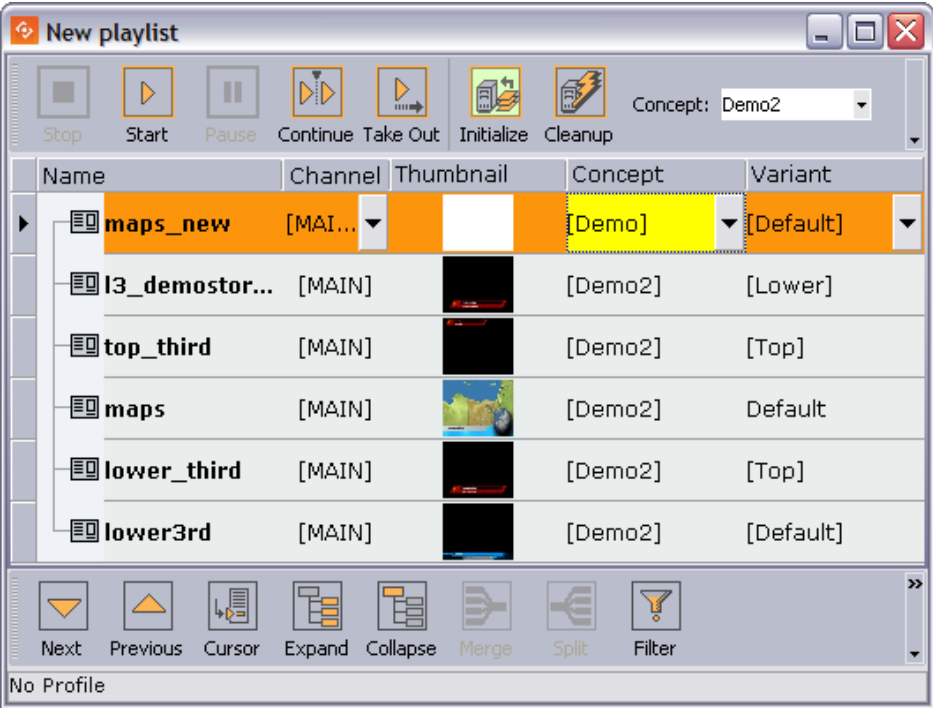 New playlist
Stop Start Pause Continue Take Out Initialize Cleanup Concept: Demo2
Name Channel Thumbnail Concept Variant
maps_new [MAI... [Demo] [Default]
l3_demostor... [MAIN] [Demo2] [Lower]
top_third [MAIN] [Demo2] [Top]
maps [MAIN] [Demo2] Default
lower_third [MAIN] [Demo2] [Top]
lower3rd [MAIN] [Demo2] [Default]
Next Previous Cursor Expand Collapse Merge Split Filter
No Profile